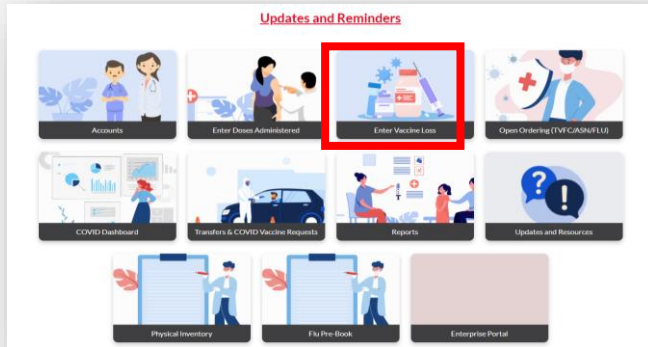 Updates and Reminders
Accounts
Enter Doses Administered
Enter Vaccine Loss
Open Ordering (TVFC/ASN/FLU)
COVID Dashboard
Transfers & COVID Vaccine Requests
Reports
Updates and Resources
Physical Inventory
Flu Pre-Book
Enterprise Portal